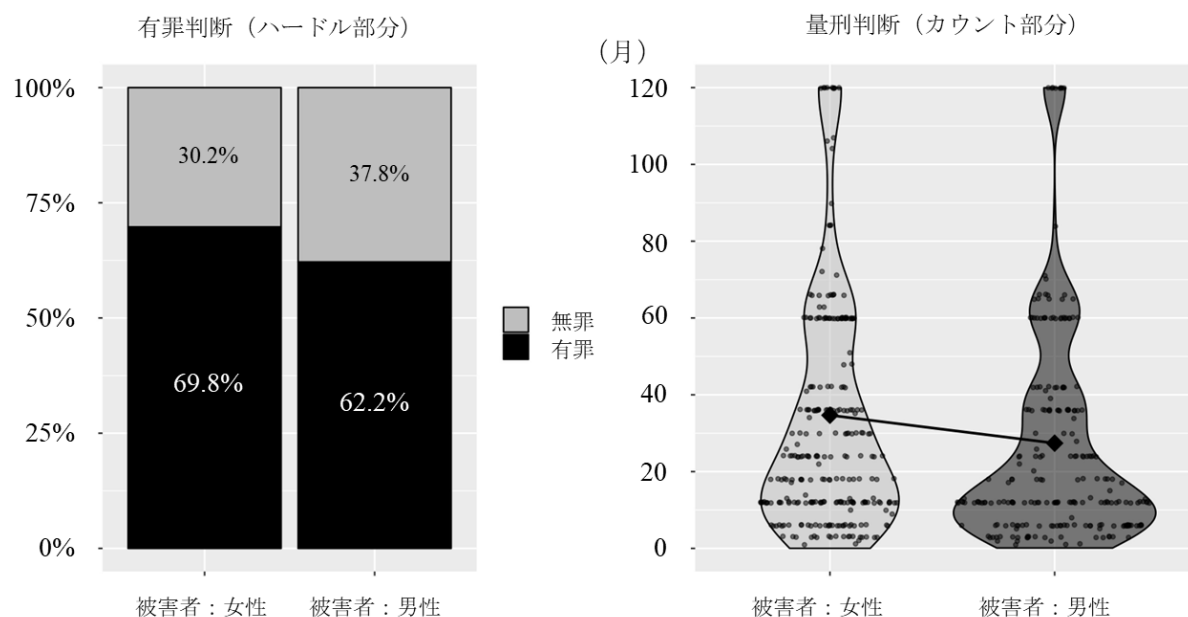 有罪判断（ハードル部分）
100%
75%
50%
25%
0%
30.2%
37.8%
69.8%
62.2%
被害者：女性
被害者：男性
無罪
有罪
量刑判断（カウント部分）
（月）
120
100
80
60
40
20
0
被害者：女性
被害者：男性